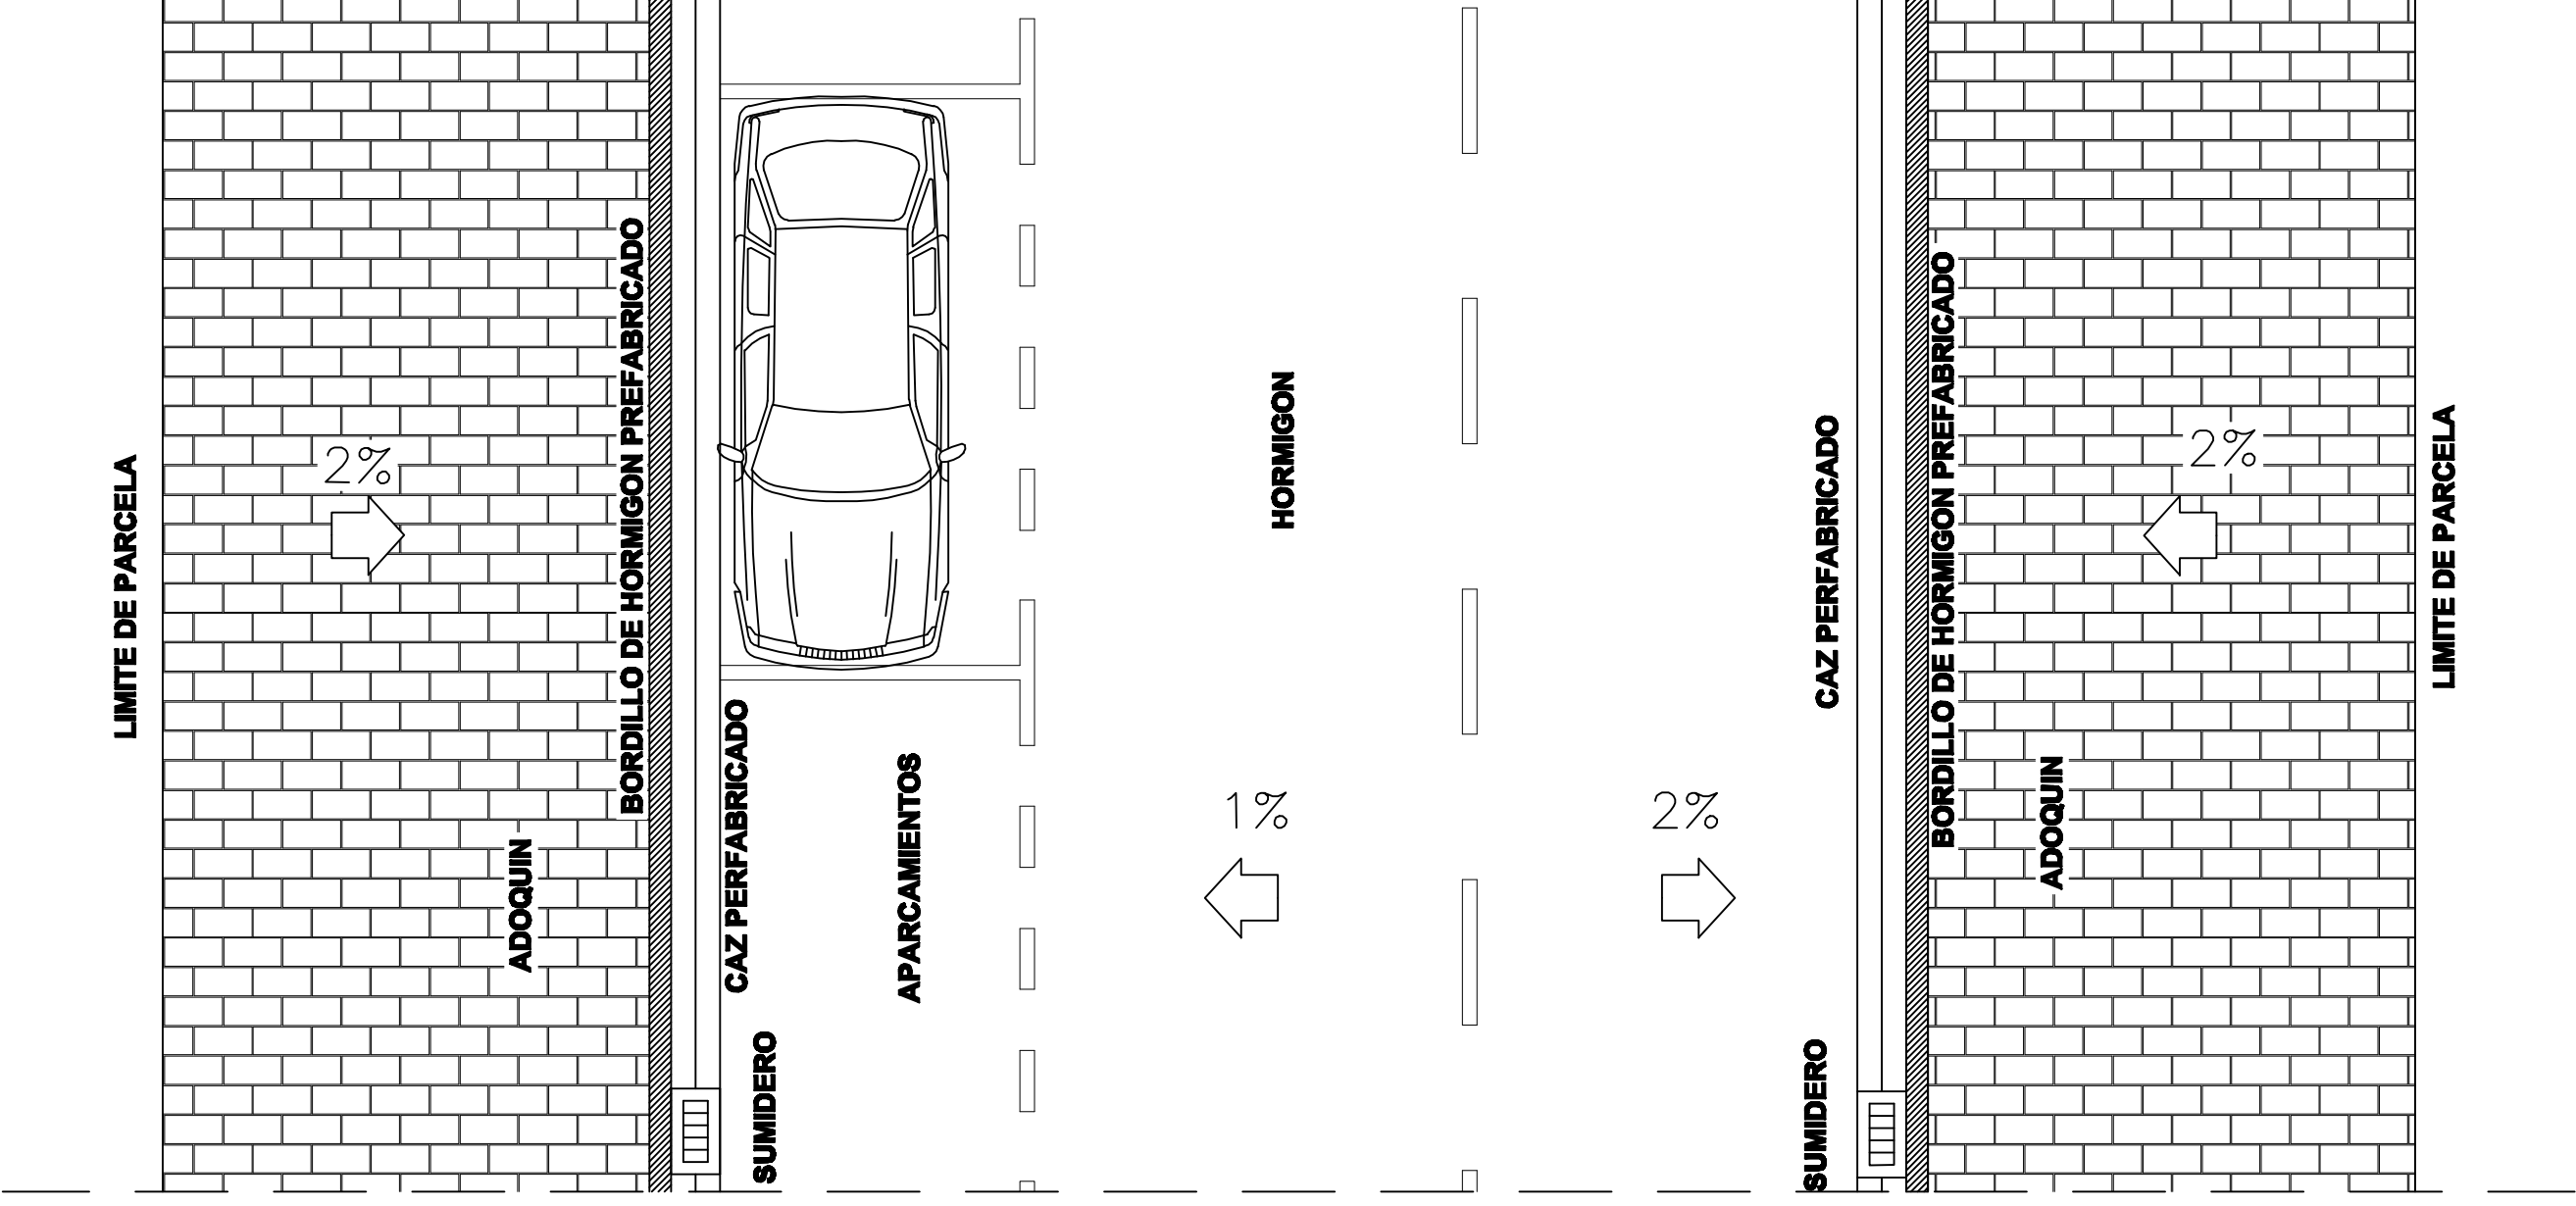 LIMITE DE PARCELA
2%
ADOQUIN
BORDILLO DE HORMIGON PREFABRICADO
CAZ PERFABRICADO
SUMIDERO
APARCAMIENTOS
HORMIGON
1%
2%
CAZ PERFABRICADO
SUMIDERO
BORDILLO DE HORMIGON PREFABRICADO
ADOQUIN
2%
LIMITE DE PARCELA